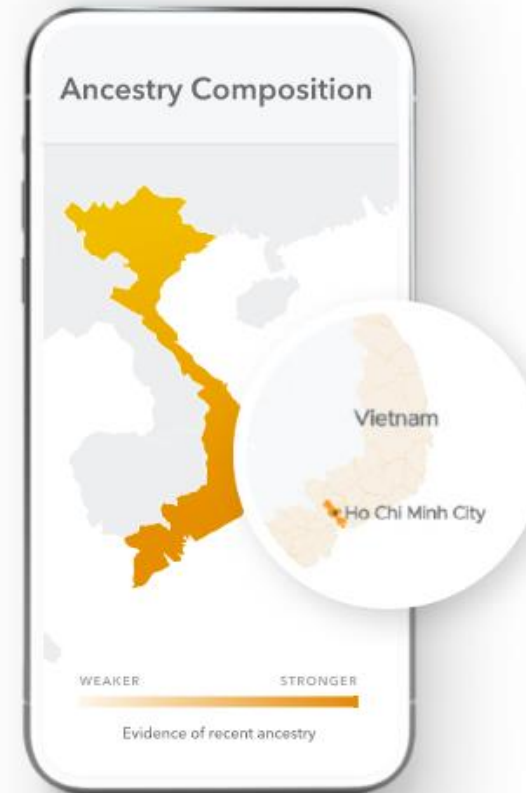 Ancestry Composition
Vietnam
Ho Chi Minh City
WEAKER STRONGER
Evidence of recent ancestry